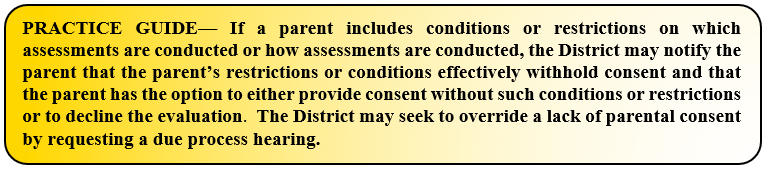 PRACTICE GUIDE— If a parent includes conditions or restrictions on which
assessments are conducted or how assessments are conducted, the District may notify the
parent that the parent’s restrictions or conditions effectively withhold consent and that
the parent has the option to either provide consent without such conditions or restrictions
or to decline the evaluation. The District may seek to override a lack of parental consent
by requesting a due process hearing.